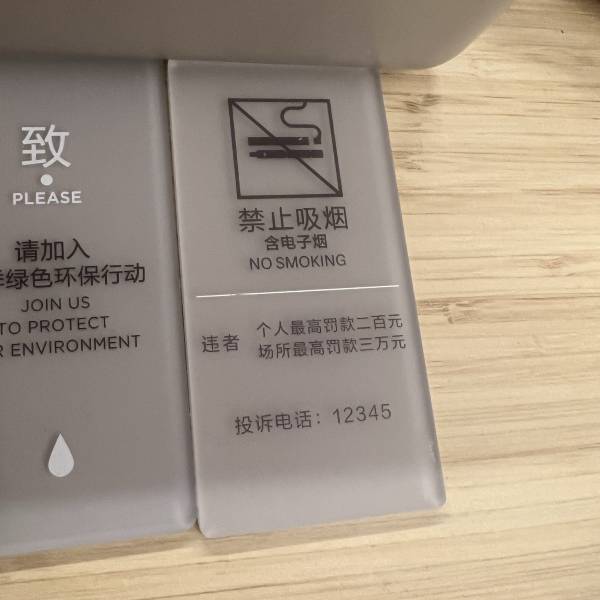 致
PLEASE
请加入
绿色环保行动
JOIN US
TO PROTECT
ENVIRONMENT
禁止吸烟
含电子烟
NO SMOKING
违者
个人最高罚款二百元
场所最高罚款三万元
投诉电话：12345